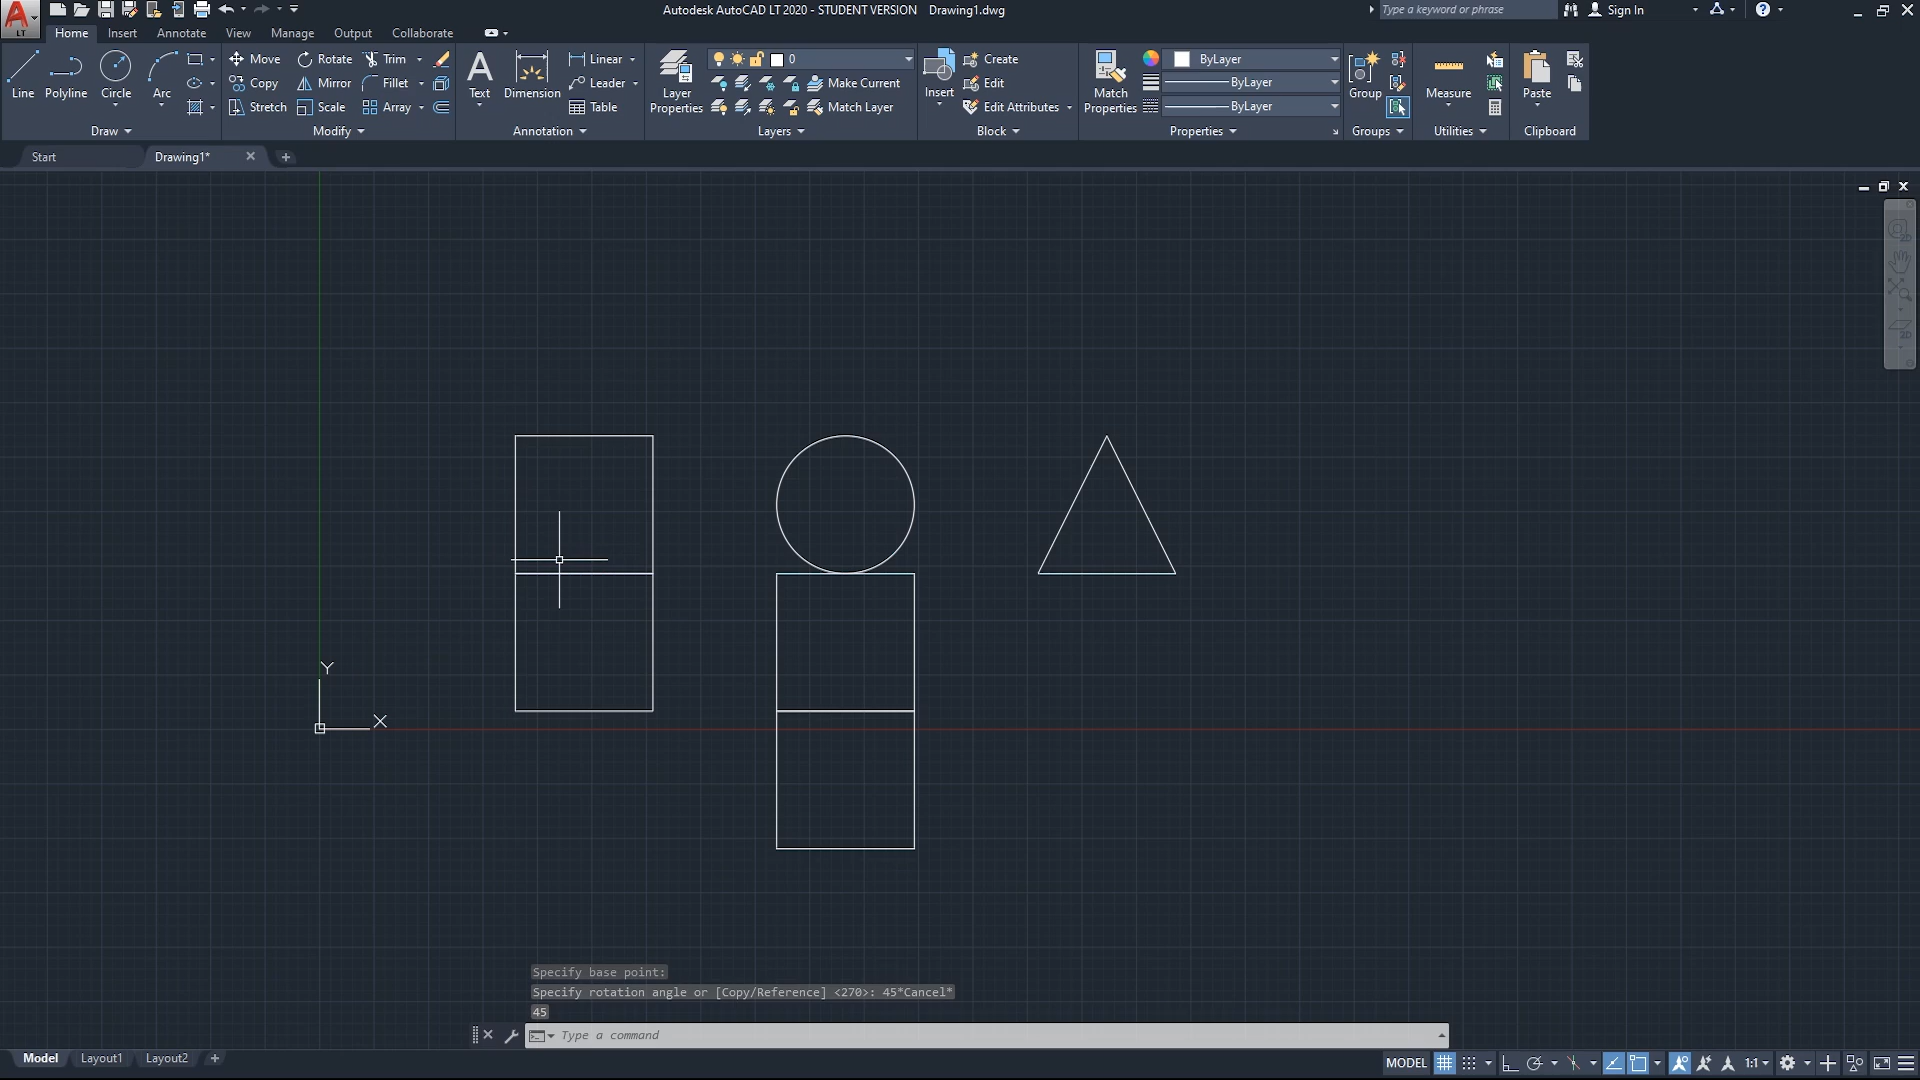 Autodesk AutoCAD LT 2020 - STUDENT VERSION Drawing1.dwg
Type a keyword or phrase
Sign In
LT
Home Insert Annotate View Manage Output Collaborate
Line Polyline Circle Arc
Draw
Move Rotate Trim
Copy Mirror Fillet
Stretch Scale Array
Modify
Text Dimension
Linear
Leader
Table
Annotation
Layer
Properties
0
Make Current
Match Layer
Layers
Insert
Create
Edit
Edit Attributes
Block
Match
Properties
ByLayer
ByLayer
ByLayer
Properties
Group
Groups
Measure
Utilities
Paste
Clipboard
Start Drawing1*
Y
X
Specify base point:
Specify rotation angle or [Copy/Reference] <270>: 45*Cancel*
45
Type a command
Model Layout1 Layout2
MODEL 1:1